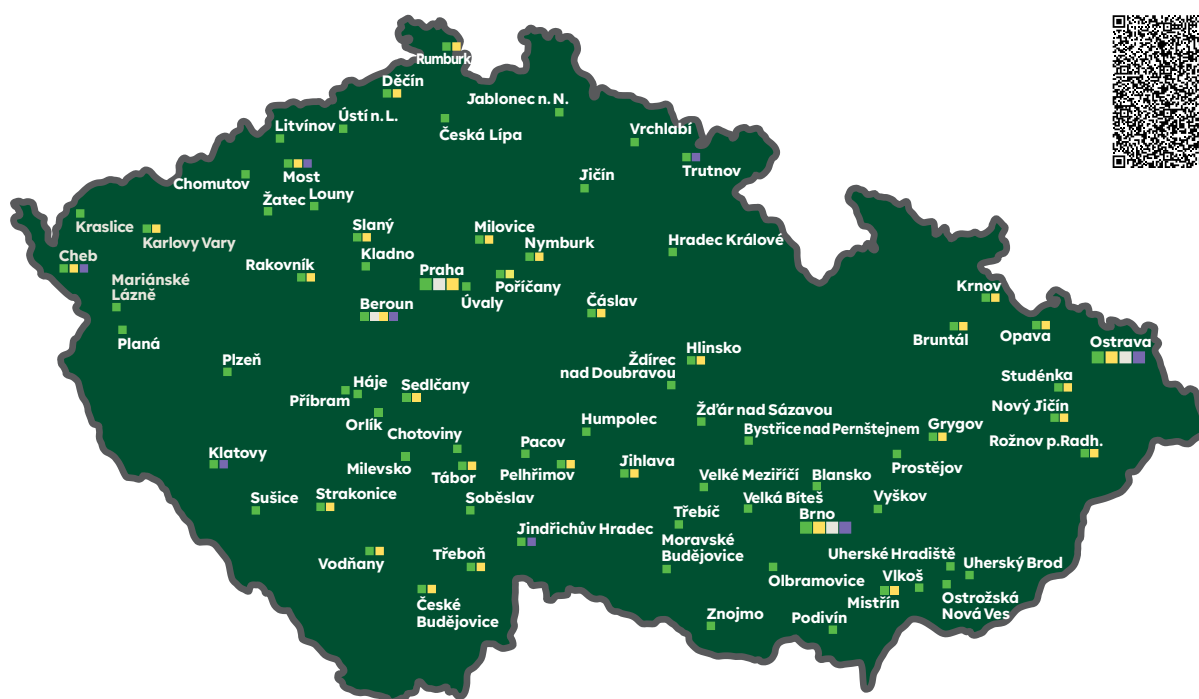 Rumburk
Děčín
Jablonec n. N.
Ústí n. L.
Litvínov
Česká Lípa
Vrchlabí
Most
Trutnov
Chomutov
Jičín
Žatec
Louny
Kraslice
Slaný
Milovice
Karlovy Vary
Nymburk
Hradec Králové
Cheb
Kladno
Rakovník
Praha
Poříčany
Mariánské
Lázně
Úvaly
Krnov
Beroun
Čáslav
Planá
Bruntál
Opava
Ostrava
Hlinsko
Plzeň
Ždírec
nad Doubravou
Studénka
Háje
Sedlčany
Příbram
Nový Jičín
Orlík
Humpolec
Žďár nad Sázavou
Grygov
Chotoviny
Bystřice nad Pernštejnem
Rožnov p.Radh.
Klatovy
Pacov
Jihlava
Milevsko
Tábor
Pelhřimov
Prostějov
Velké Meziříčí
Blansko
Sušice
Strakonice
Soběslav
Velká Bíteš
Vyškov
Brno
Třebíč
Jindřichův Hradec
Moravské
Budějovice
Vodňany
Třeboň
Uherské Hradiště
Uherský Brod
Olbramovice
Vlkoš
České
Budějovice
Mistřín
Ostrožská
Nová Ves
Znojmo
Podivín